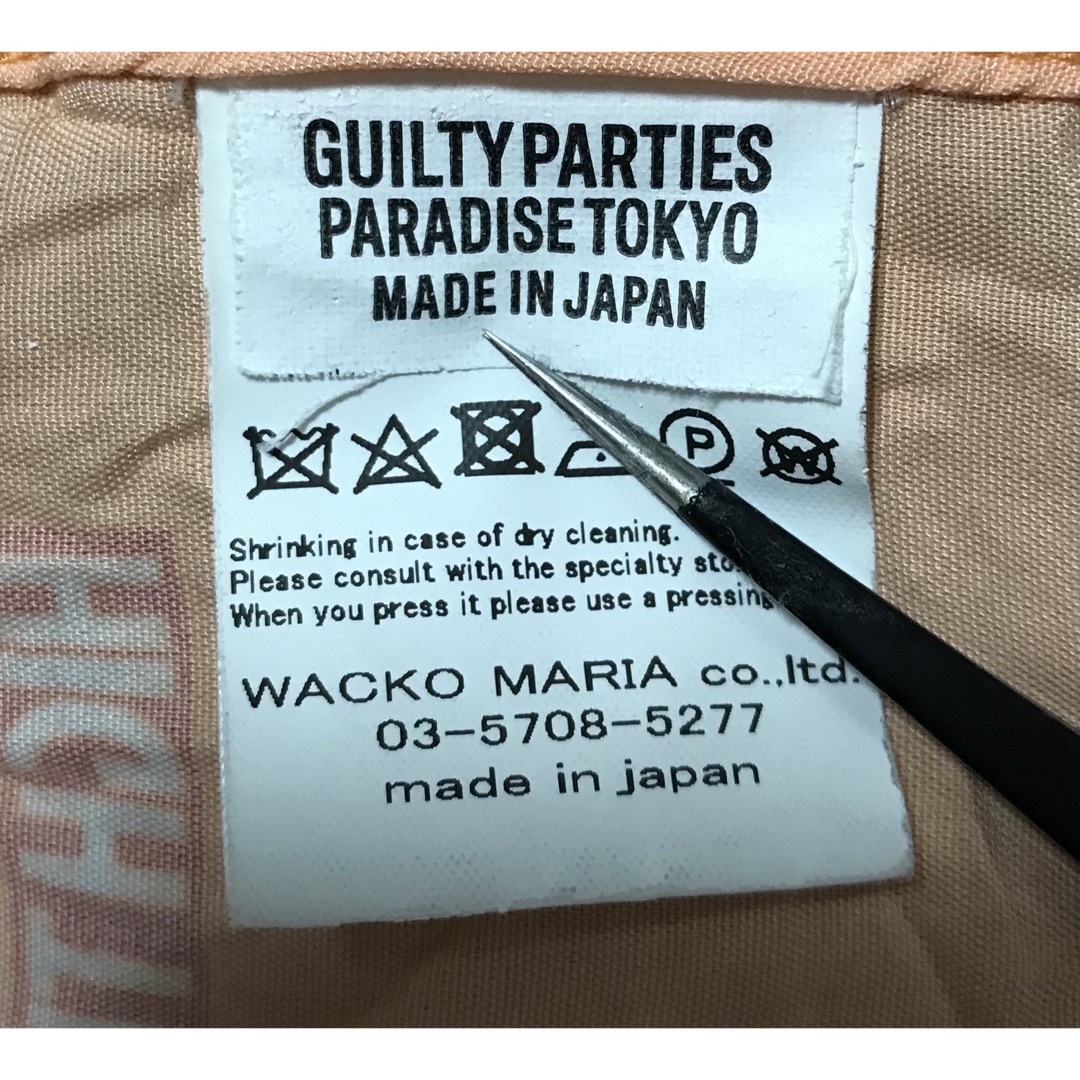 GUILTY PARTIES
PARADISE TOKYO
MADE IN JAPAN
P
W
Shrinking in case of dry cleaning.
Please consult with the specialty
When you press it please use a pressing
WACKO MARIA co.,ltd.
03-5708-5277
made in japan